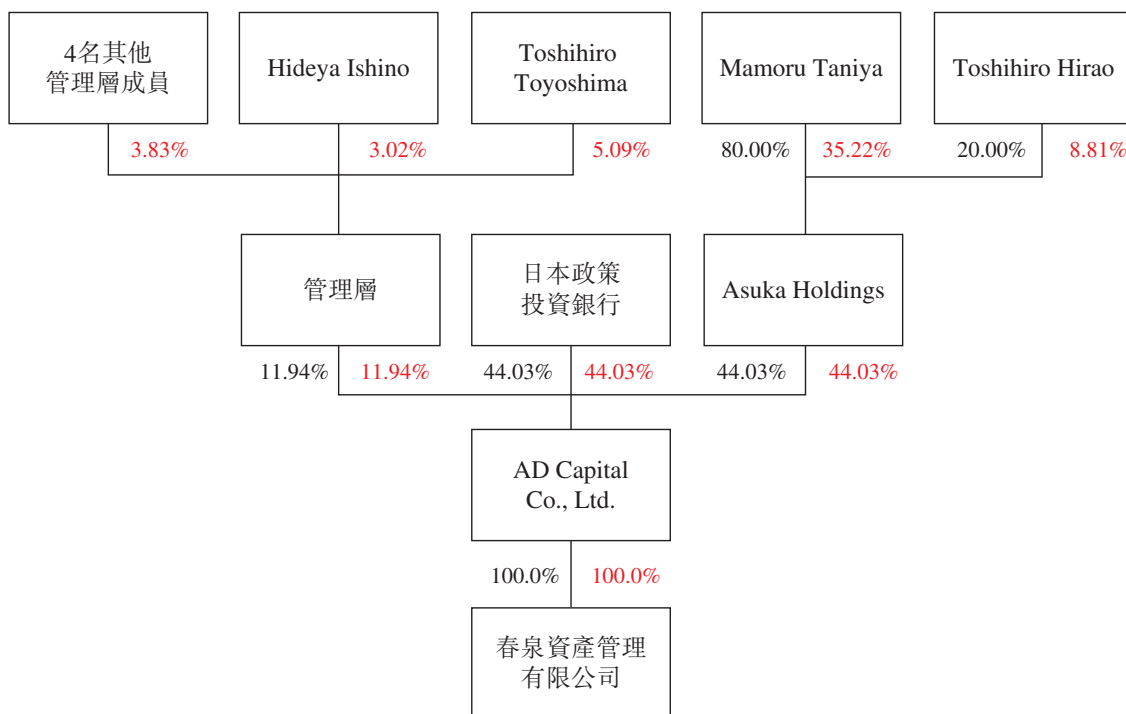 4名其他
管理層成員
Hideya Ishino
Toshihiro
Toyoshima
Mamoru Taniya
Toshihiro Hirao
3.83%
3.02%
5.09%
80.00% 35.22%
20.00% 8.81%
管理層
日本政策
投資銀行
Asuka Holdings
11.94% 11.94%
44.03% 44.03%
44.03% 44.03%
AD Capital
Co., Ltd.
100.0% 100.0%
春泉資產管理
有限公司